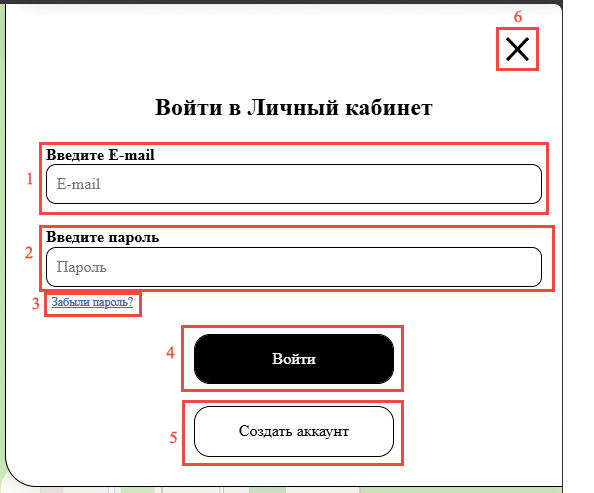 6
Войти в Личный кабинет
Введите E-mail
1
E-mail
Введите пароль
2
Пароль
3 Забыли пароль?
4
Войти
5
Создать аккаунт